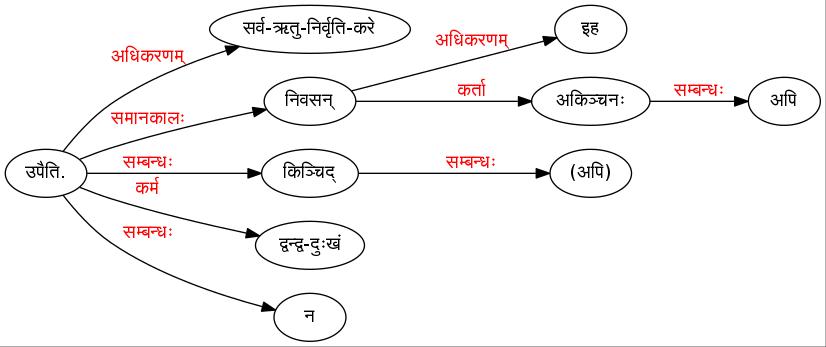 सर्व-ऋतु-निर्वृति-करे
अधिकरणम्
अधिकरणम्
इह
समानकालः
निवसन्
कर्ता
अकिञ्चनः
सम्बन्धः
अपि
उपैति.
सम्बन्धः
किञ्चिद्
सम्बन्धः
(अपि)
कर्म
सम्बन्धः
द्वन्द्व-दुःखं
न